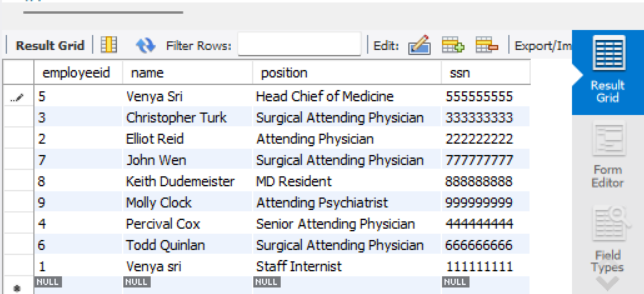 Result Grid Filter Rows: Edit: Export/Im
employeeid name position ssn
5 Venya Sri Head Chief of Medicine 555555555
3 Christopher Turk Surgical Attending Physician 333333333
2 Elliot Reid Attending Physician 222222222
7 John Wen Surgical Attending Physician 777777777
8 Keith Dudemeister MD Resident 888888888
9 Molly Clock Attending Psychiatrist 999999999
4 Percival Cox Senior Attending Physician 444444444
6 Todd Quinlan Surgical Attending Physician 666666666
1 Venya sri Staff Internist 111111111
NULL NULL NULL NULL
Result
Grid
Form
Editor
Field
Types